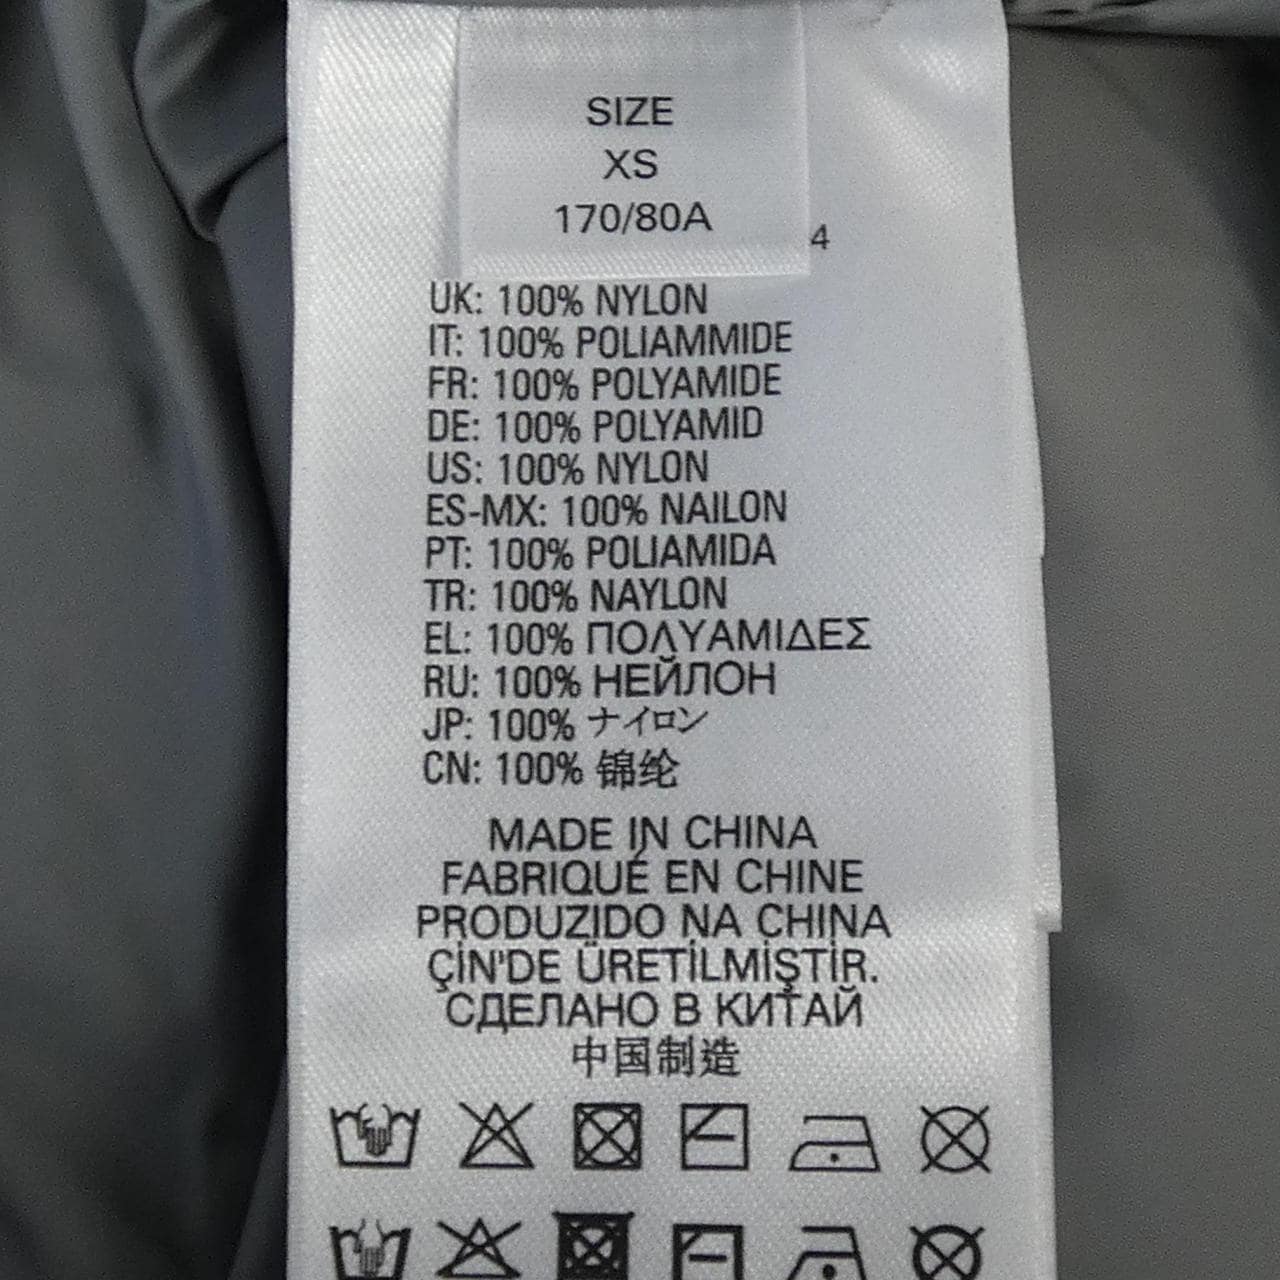 SIZE
XS
170/80A
4
UK: 100% NYLON
IT: 100% POLIAMMIDE
FR: 100% POLYAMIDE
DE: 100% POLYAMID
US: 100% NYLON
ES-MX: 100% NAILON
PT: 100% POLIAMIDA
TR: 100% NAYLON
EL: 100% ΠΟΛΥΑΜΙΔΕΣ
RU: 100% НЕЙЛОН
JP: 100% ナイロン
CN: 100% 锦纶
MADE IN CHINA
FABRIQUÉ EN CHINE
PRODUZIDO NA CHINA
ÇİN'DE ÜRETİLMİŞTİR.
СДЕЛАНО В КИТАЙ
中国制造